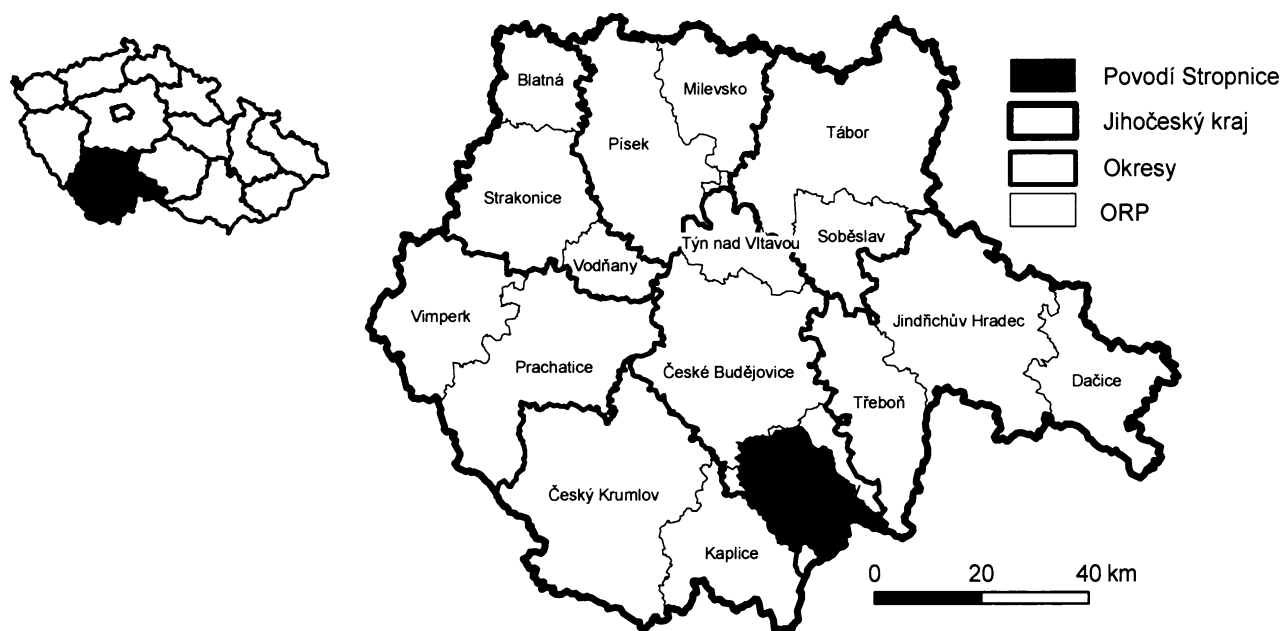 Blatná
Milevsko
Písek
Tábor
Strakonice
Týn nad Vltavou
Soběslav
Vodňany
Vimperk
Jindřichův Hradec
Prachatice
České Budějovice
Dačice
Třeboň
Český Krumlov
Kaplice
Povodí Stropnice
Jihočeský kraj
Okresy
ORP
0 20 40 km